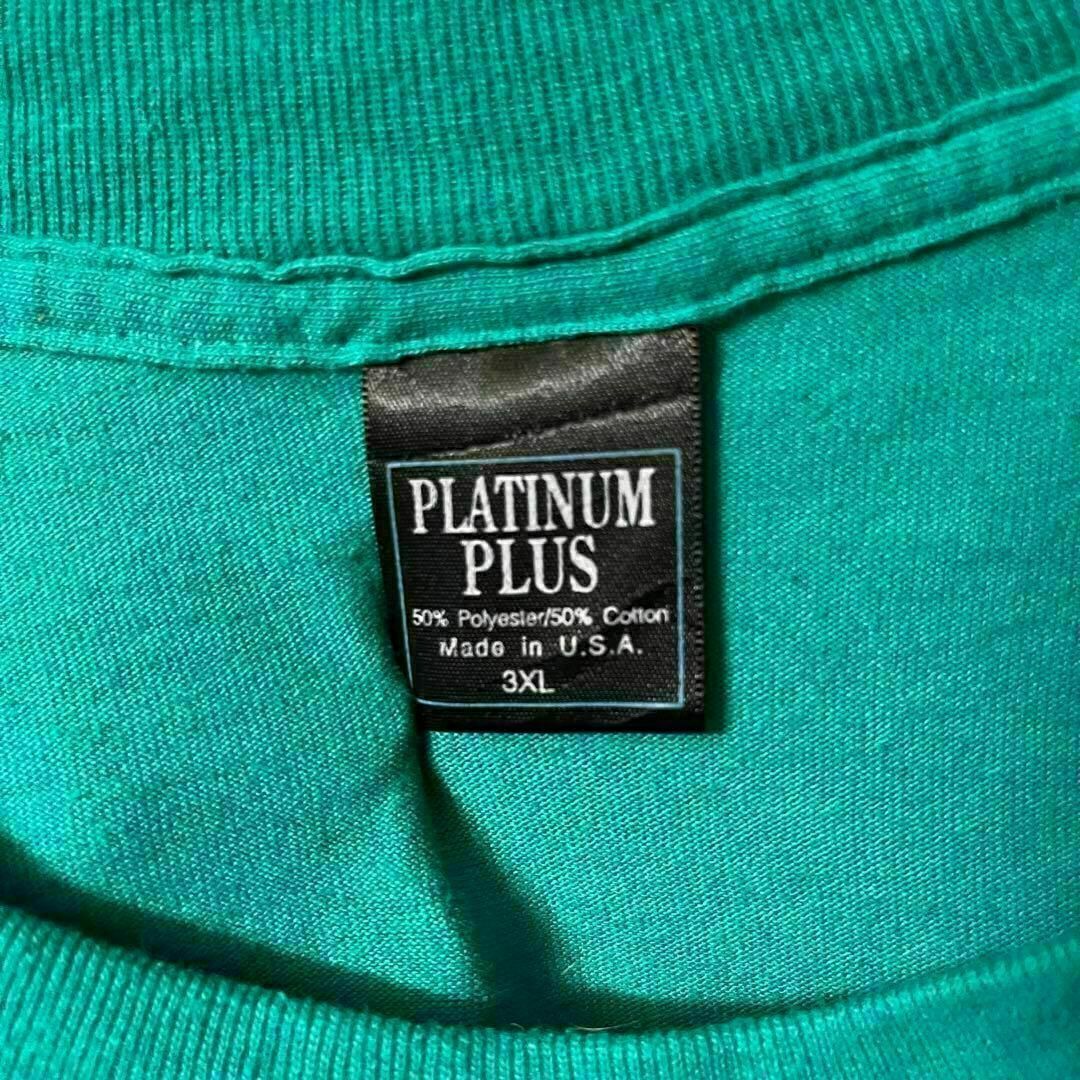 PLATINUM
PLUS
50% Polyester/50% Cotton
Made in U.S.A.
3XL